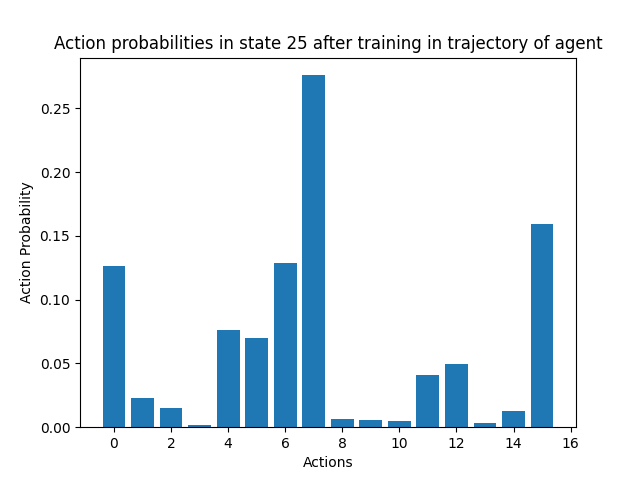 Action probabilities in state 25 after training in trajectory of agent
Action Probability
0.25
0.20
0.15
0.10
0.05
0.00
0 2 4 6 8 10 12 14 16
Actions